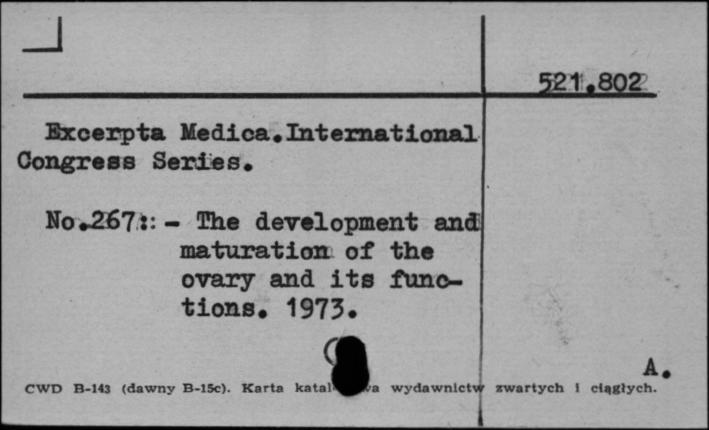 521.802
Excerpta Medica.International
Congress Series.
No.267:: - The development and
maturation of the
ovary and its func-
tions. 1973.
A.
CWD B-143 (dawny B-15c). Karta wydawnictw zwartych i ciągłych.